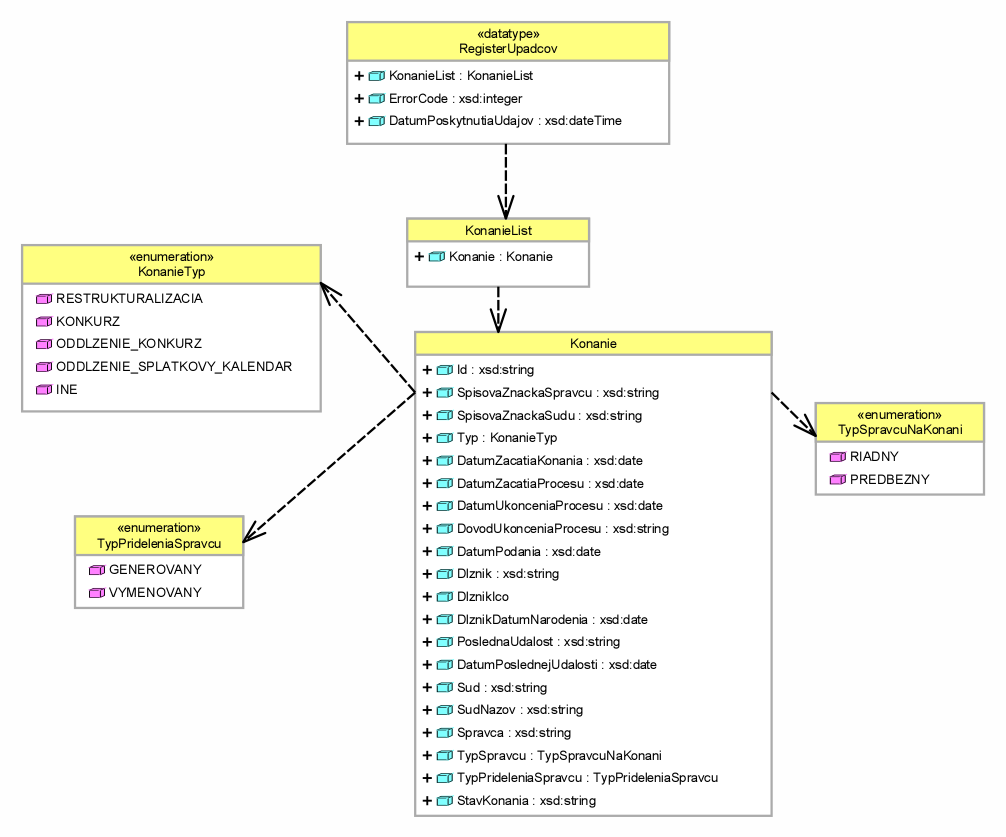 «datatype»
RegisterUpadcov
KonanieList : KonanieList
ErrorCode : xsd:integer
DatumPoskytnutiaUdajov : xsd:dateTime
KonanieList
Konanie : Konanie
«enumeration»
KonanieTyp
RESTRUKTURALIZACIA
KONKURZ
ODDLZENIE_KONKURZ
ODDLZENIE_SPLATKOVY_KALENDAR
INE
Konanie
Id : xsd:string
SpisovaZnackaSpravcu : xsd:string
SpisovaZnackaSudu : xsd:string
Typ : KonanieTyp
DatumZacatiaKonania : xsd:date
DatumZacatiaProcesu : xsd:date
DatumUkonceniaProcesu : xsd:date
DovodUkonceniaProcesu : xsd:string
DatumPodania : xsd:date
Dlznik : xsd:string
DlznikIco
DlznikDatumNarodenia : xsd:date
PoslednaUdalost : xsd:string
DatumPoslednejUdalosti : xsd:date
Sud : xsd:string
SudNazov : xsd:string
Spravca : xsd:string
TypSpravcu : TypSpravcuNaKonani
TypPrideleniaSpravcu : TypPrideleniaSpravcu
StavKonania : xsd:string
«enumeration»
TypSpravcuNaKonani
RIADNY
PREDBEZNY
«enumeration»
TypPrideleniaSpravcu
GENEROVANY
VYMENOVANY